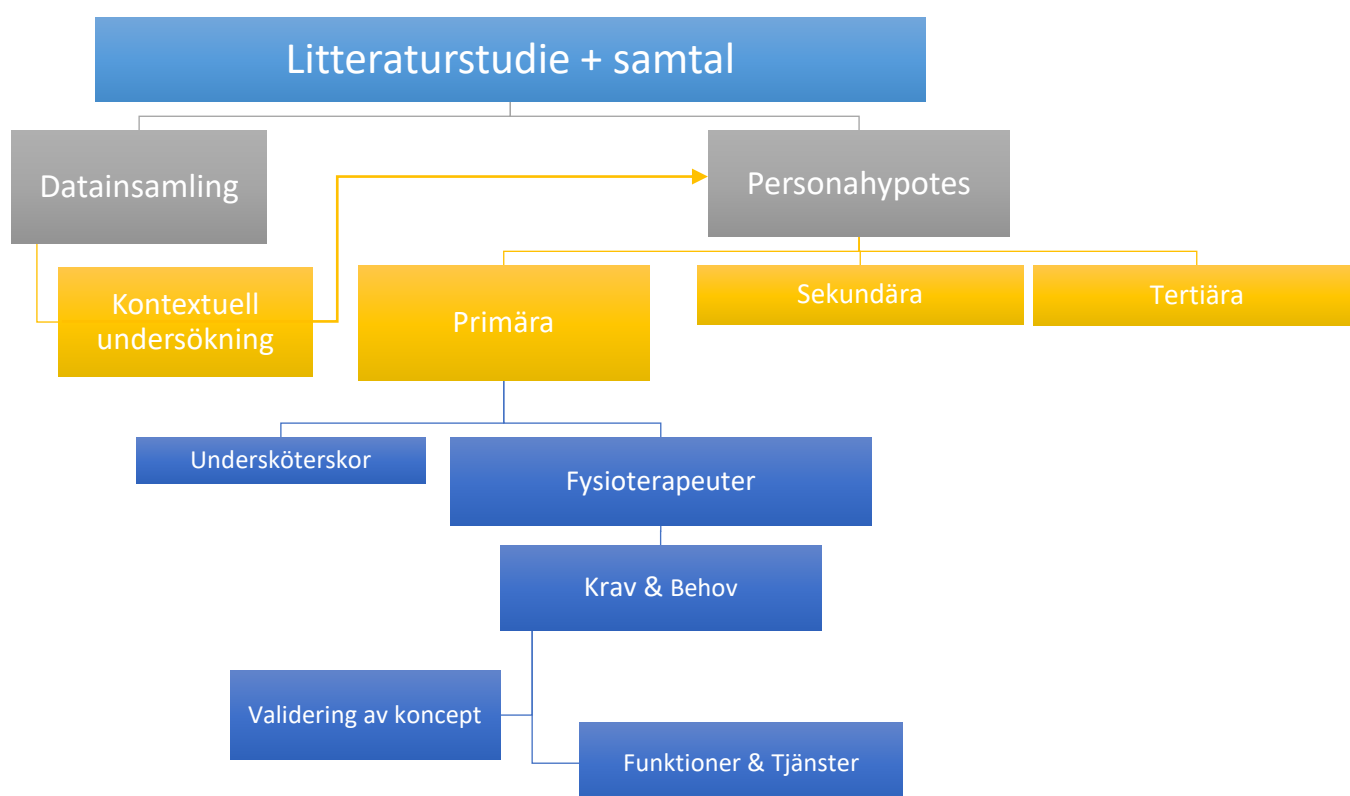 Litteraturstudie + samtal
Datainsamling
Personahypotes
Kontextuell
undersökning
Primära
Sekundära
Tertiära
Undersköterskor
Fysioterapeuter
Krav & Behov
Validering av koncept
Funktioner & Tjänster